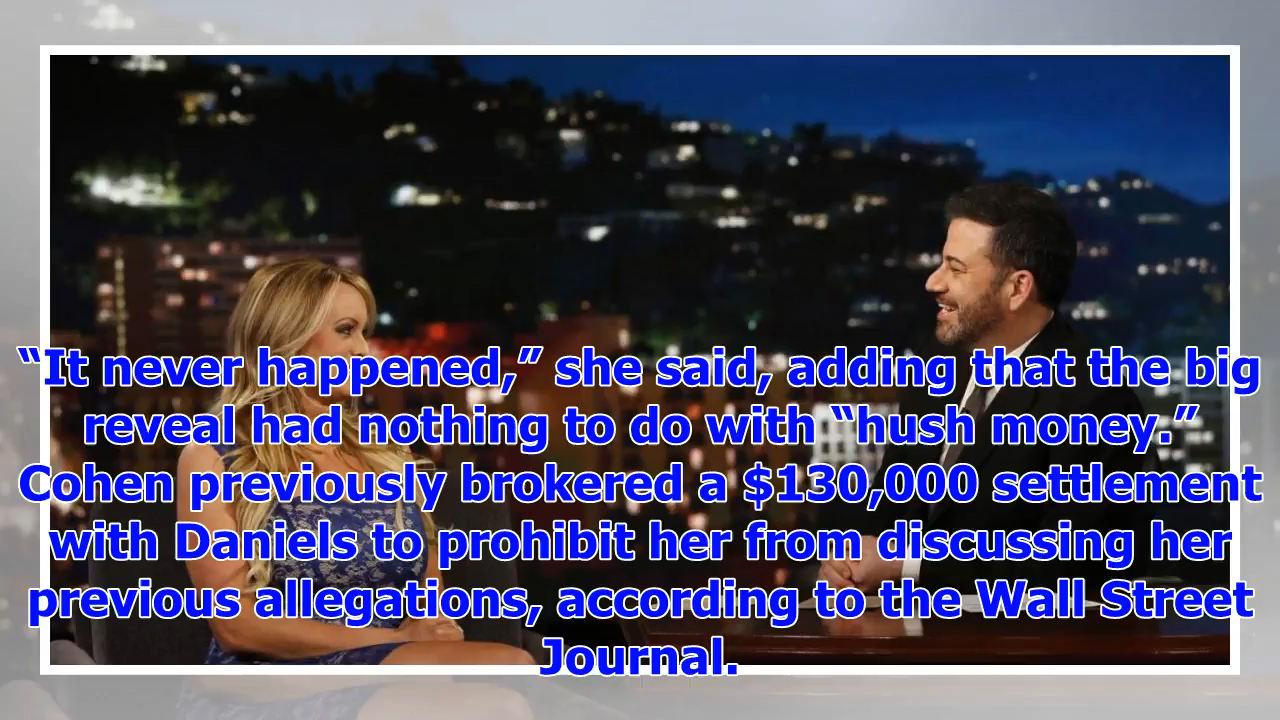 “It never happened,” she said, adding that the big
reveal had nothing to do with “hush money.”
Cohen previously brokered a $130,000 settlement
with Daniels to prohibit her from discussing her
previous allegations, according to the Wall Street
Journal.